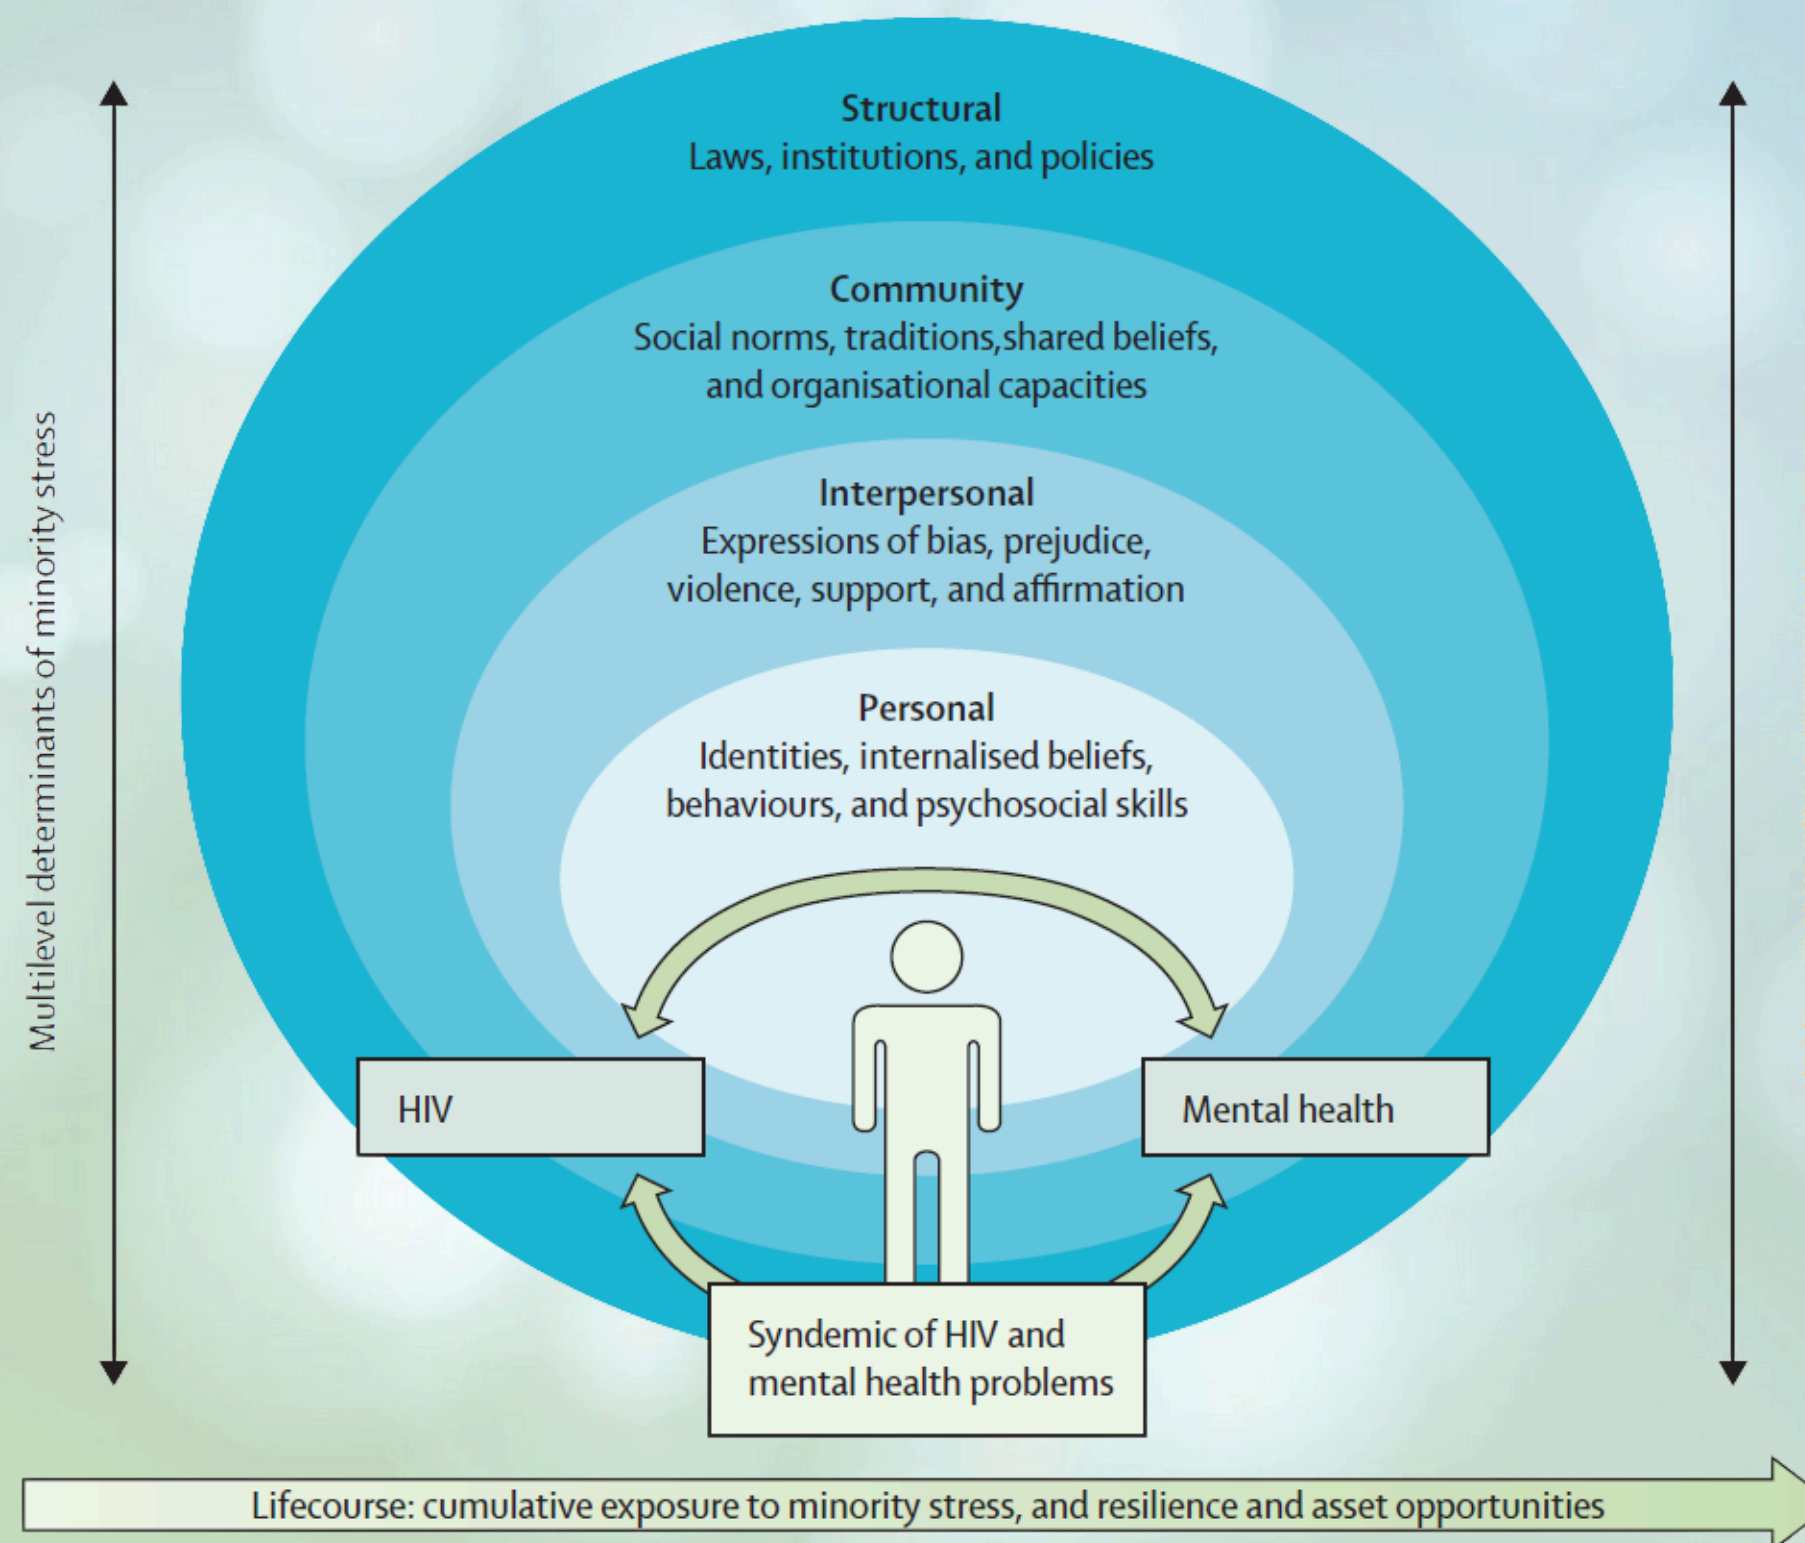 Structural
Laws, institutions, and policies
Community
Social norms, traditions,shared beliefs,
and organisational capacities
Interpersonal
Expressions of bias, prejudice,
violence, support, and affirmation
Personal
Identities, internalised beliefs,
behaviours, and psychosocial skills
Multilevel determinants of minority stress
HIV
Mental health
Syndemic of HIV and
mental health problems
Lifecourse: cumulative exposure to minority stress, and resilience and asset opportunities